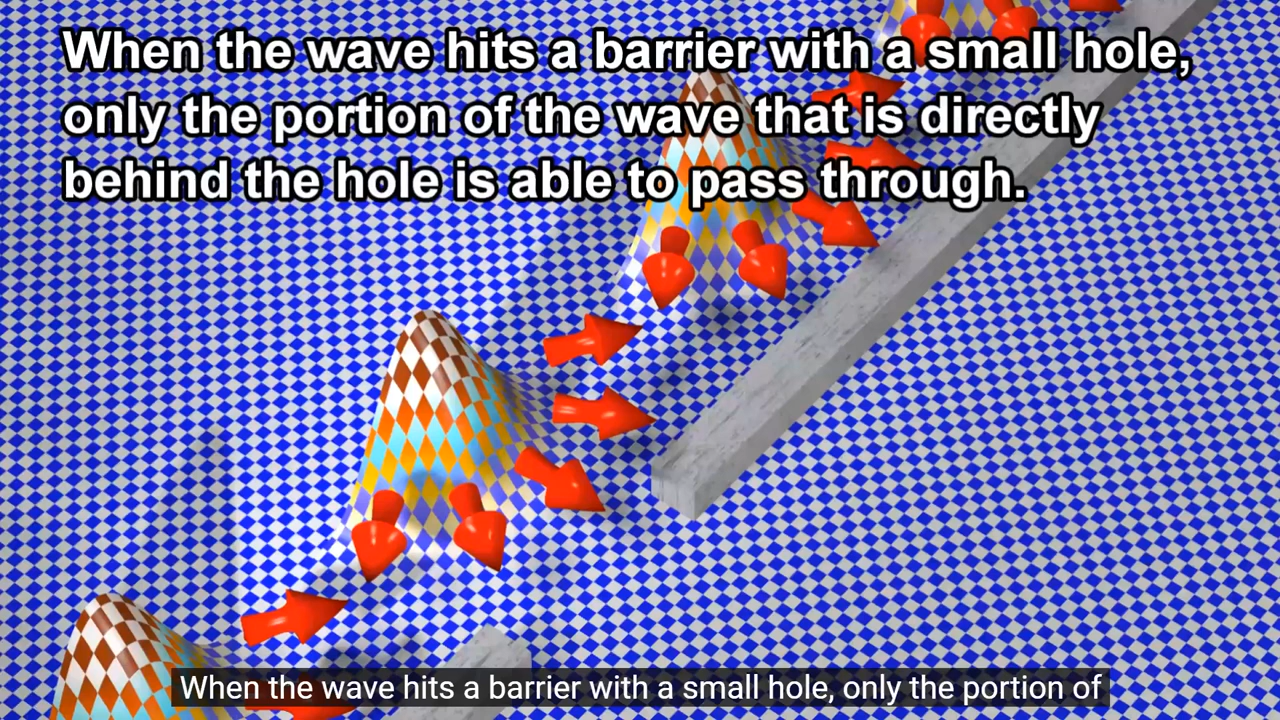 When the wave hits a barrier with a small hole,
only the portion of the wave that is directly
behind the hole is able to pass through.
When the wave hits a barrier with a small hole, only the portion of